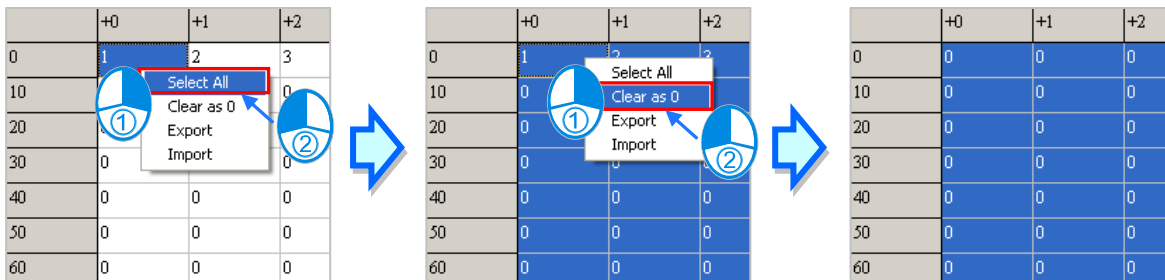 +0 +1 +2
0 1 2 3
Select All
10 0
Clear as 0
① 
20
Export
②
30 0 0
Import
40 0 0 0
50 0 0 0
60 0 0 0
+0 +1 +2
0 1
Select All
10 0
Clear as 0
①
20 0 0
Export
②
30 0 0 0
Import
40 0 0 0
50 0 0 0
60 0 0 0
+0 +1 +2
0 0 0 0
10 0 0 0
20 0 0 0
30 0 0 0
40 0 0 0
50 0 0 0
60 0 0 0